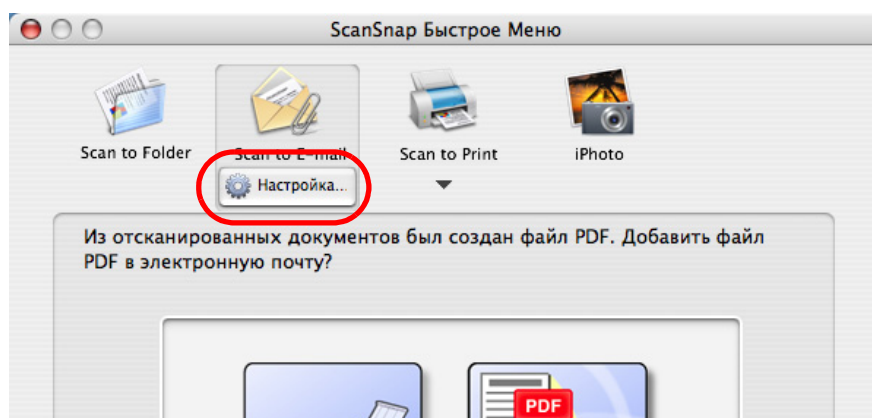 ScanSnap Быстрое Меню
Scan to Folder
Scan to E-mail
Scan to Print
iPhoto
Настройка...
Из отсканированных документов был создан файл PDF. Добавить файл
PDF в электронную почту?
PDF